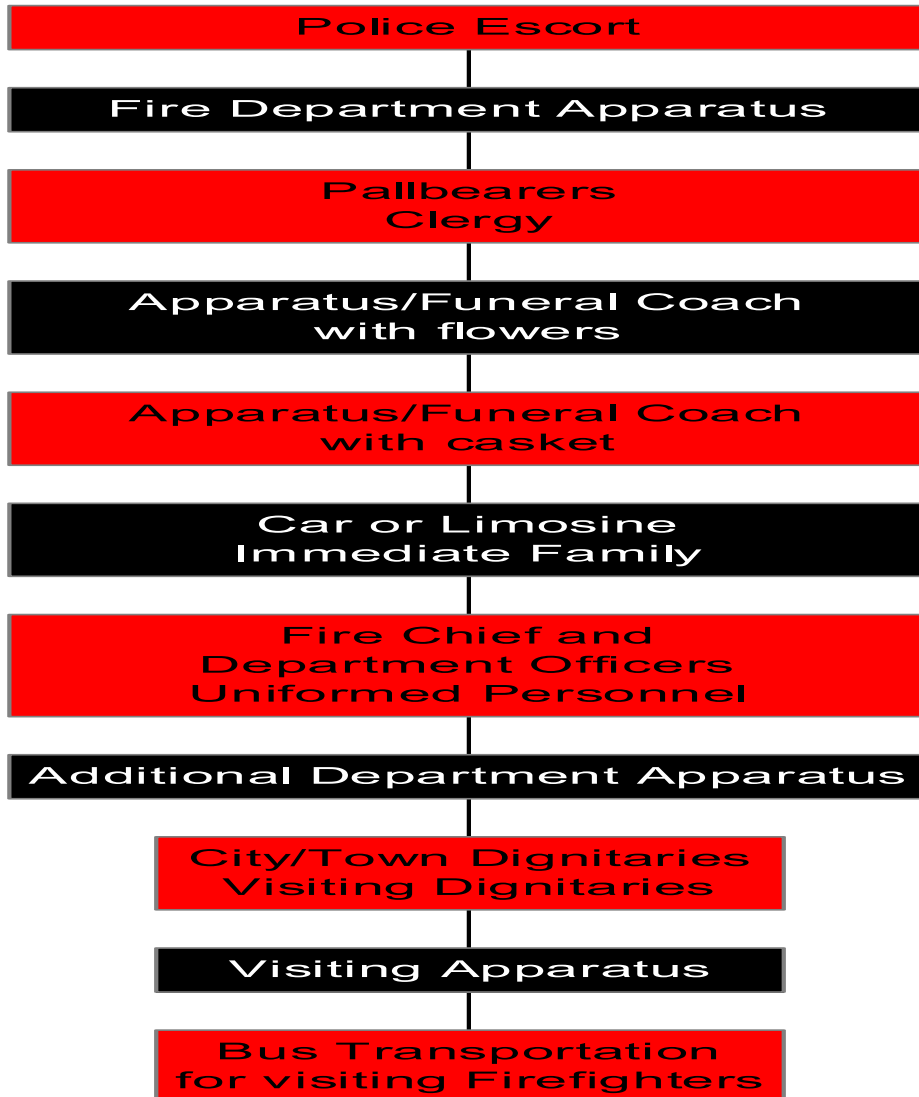 Police Escort
Fire Department Apparatus
Pallbearers
Clergy
Apparatus/Funeral Coach
with flowers
Apparatus/Funeral Coach
with casket
Car or Limosine
Immediate Family
Fire Chief and
Department Officers
Uniformed Personnel
Additional Department Apparatus
City/Town Dignitaries
Visiting Dignitaries
Visiting Apparatus
Bus Transportation
for visiting Firefighters